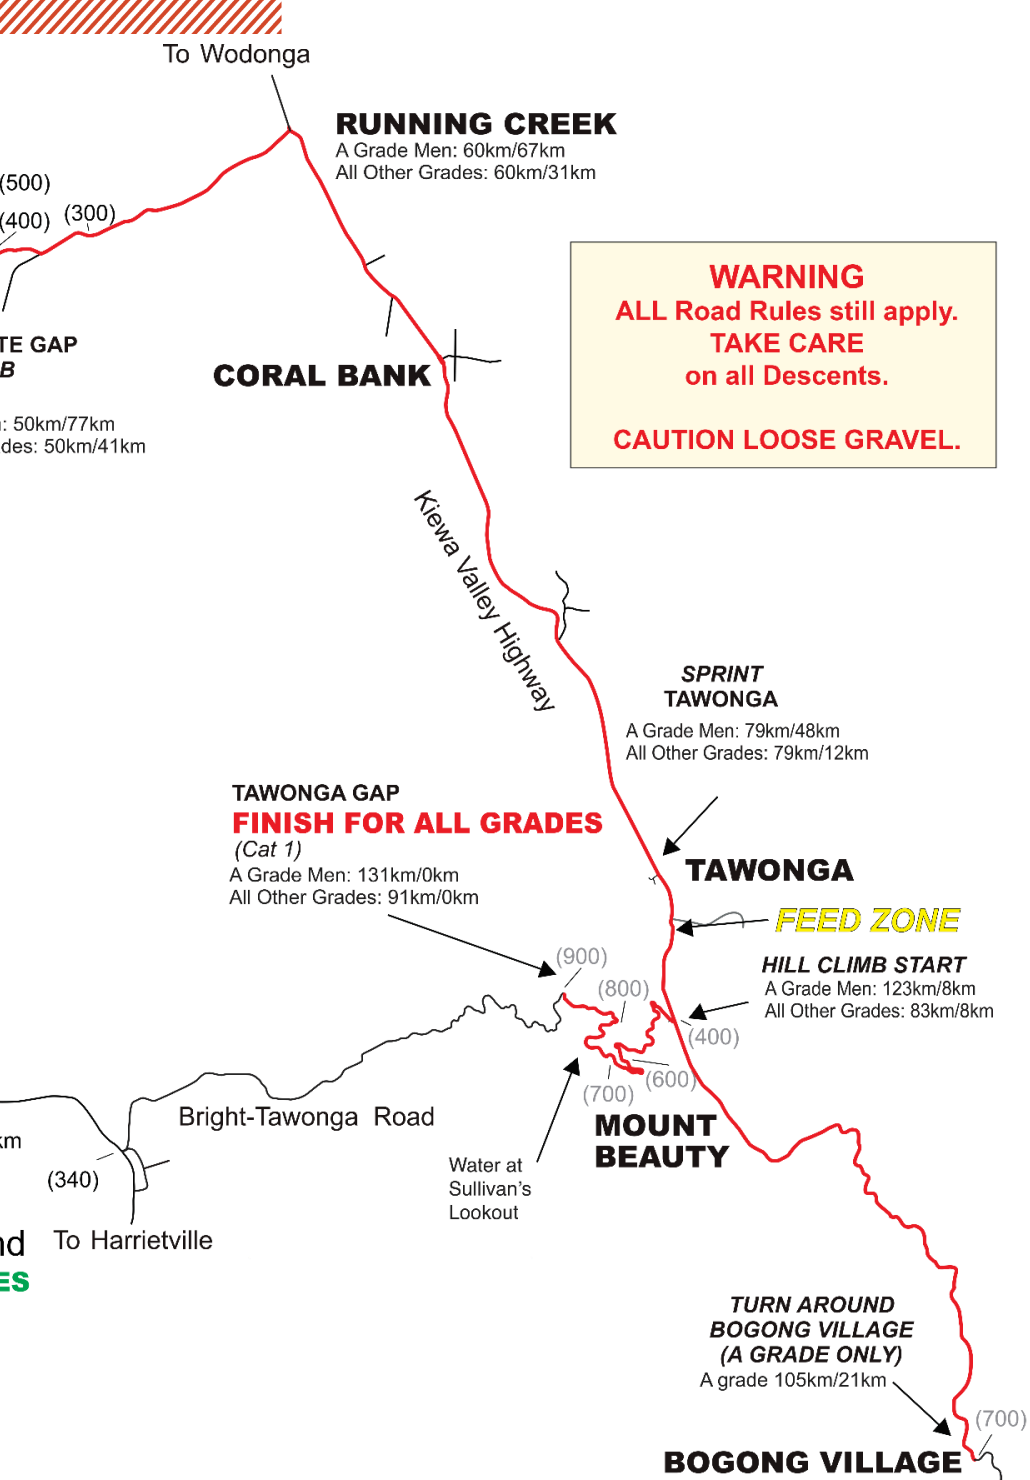 To Wodonga
RUNNING CREEK
A Grade Men: 60km/67km
All Other Grades: 60km/31km
(500)
(400)
(300)
WARNING
ALL Road Rules still apply.
TAKE CARE
on all Descents.
CAUTION LOOSE GRAVEL.
TE GAP
B
: 50km/77km
des: 50km/41km
CORAL BANK
Kiewa Valley Highway
SPRINT
TAWONGA
A Grade Men: 79km/48km
All Other Grades: 79km/12km
TAWONGA GAP
FINISH FOR ALL GRADES
(Cat 1)
A Grade Men: 131km/0km
All Other Grades: 91km/0km
TAWONGA
FEED ZONE
HILL CLIMB START
A Grade Men: 123km/8km
All Other Grades: 83km/8km
(900)
(800)
(400)
(600)
(700)
MOUNT
BEAUTY
Bright-Tawonga Road
km
(340)
Water at
Sullivan's
Lookout
nd
To Harrietville
ES
TURN AROUND
BOGONG VILLAGE
(A GRADE ONLY)
A grade 105km/21km
(700)
BOGONG VILLAGE